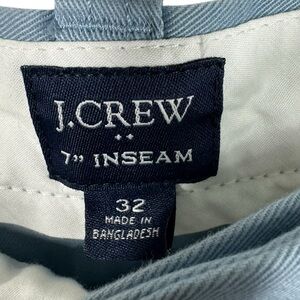 J.CREW
7" INSEAM
32
MADE IN
BANGLADESH